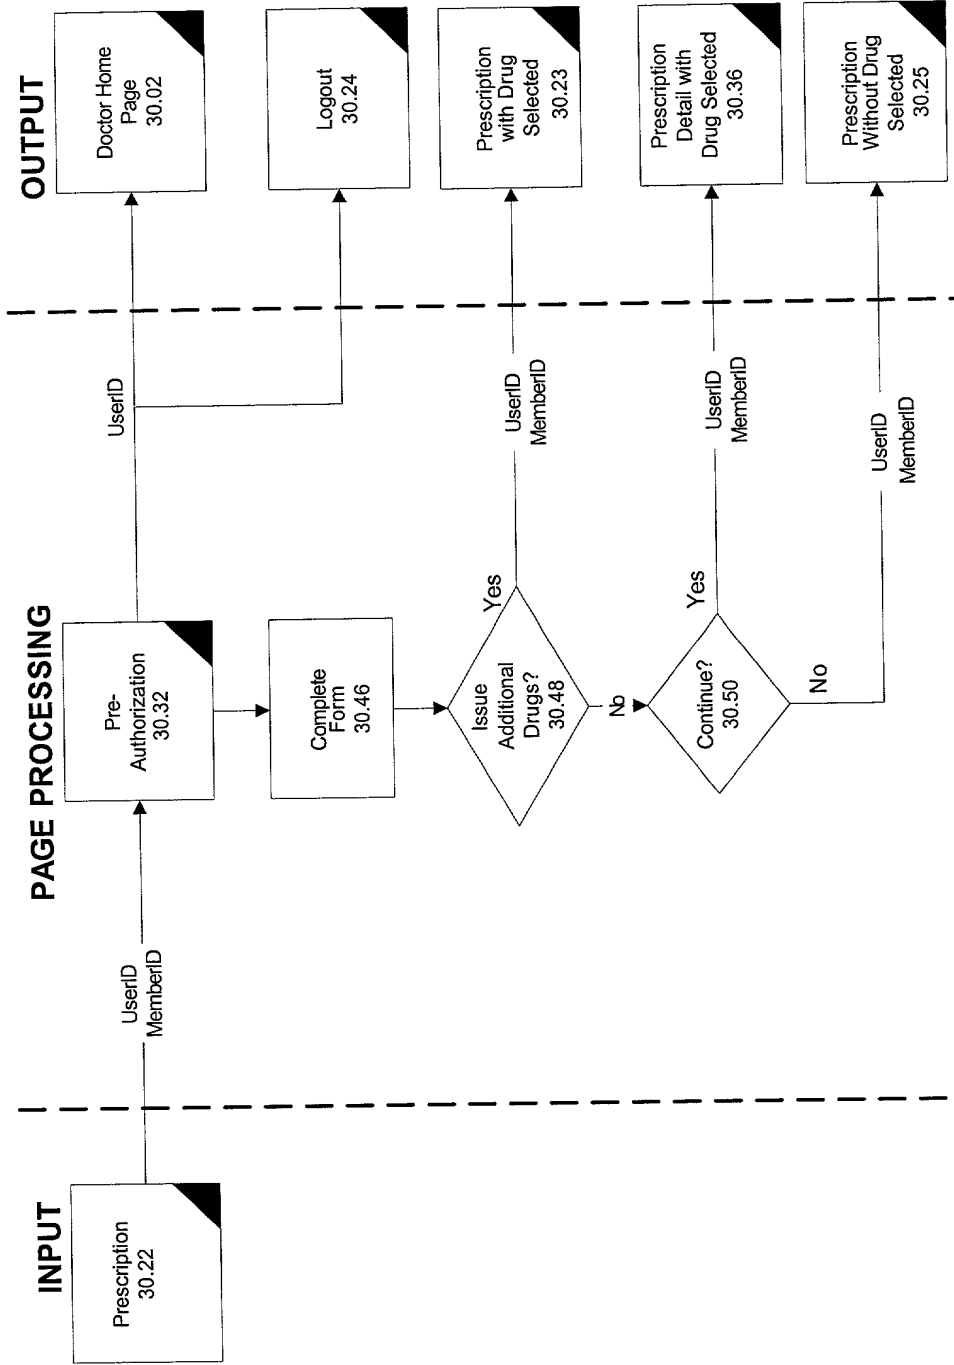 INPUT
PAGE PROCESSING
OUTPUT
Prescription
30.22
UserID
MemberID
Pre-
Authorization
30.32
UserID
Doctor Home
Page
30.02
Logout
30.24
Complete
Form
30.46
Issue
Additional
Drugs?
30.48
Yes
UserID
MemberID
Prescription
with Drug
Selected
30.23
No
Continue?
30.50
Yes
UserID
MemberID
Prescription
Detail with
Drug Selected
30.36
No
UserID
MemberID
Prescription
Without Drug
Selected
30.25